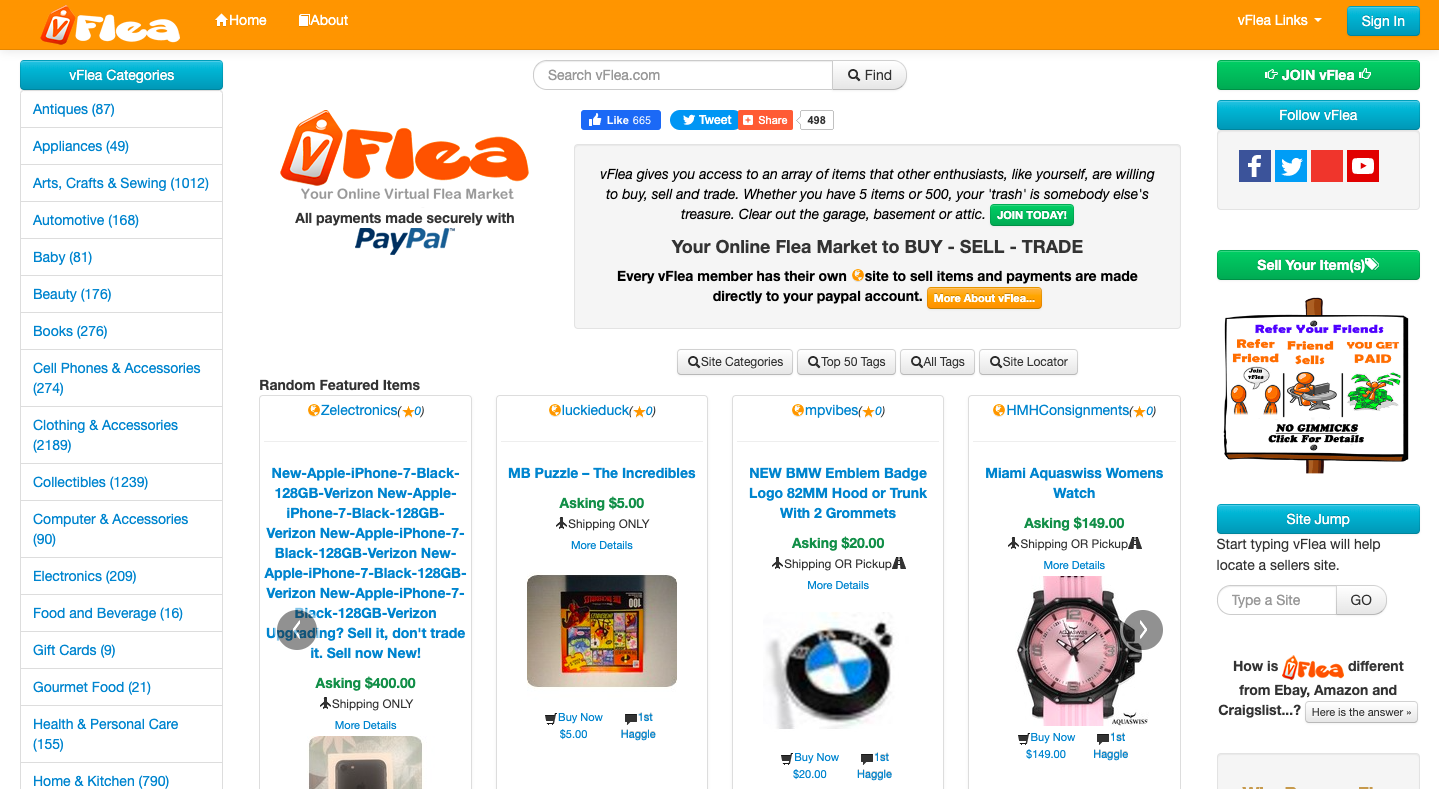 vFlea
Home
About
vFlea Links
Sign In
vFlea Categories
Antiques (87)
Appliances (49)
Arts, Crafts & Sewing (1012)
Automotive (168)
Baby (81)
Beauty (176)
Books (276)
Cell Phones & Accessories
(274)
Clothing & Accessories
(2189)
Collectibles (1239)
Computer & Accessories
(90)
Electronics (209)
Food and Beverage (16)
Gift Cards (9)
Gourmet Food (21)
Health & Personal Care
(155)
Home & Kitchen (790)
Search vFlea.com
Find
vFlea
Your Online Virtual Flea Market
All payments made securely with
PayPal™
Like 665
Tweet
Share
498
vFlea gives you access to an array of items that other enthusiasts, like yourself, are willing
to buy, sell and trade. Whether you have 5 items or 500, your 'trash' is somebody else's
treasure. Clear out the garage, basement or attic. JOIN TODAY!
Your Online Flea Market to BUY - SELL - TRADE
Every vFlea member has their own site to sell items and payments are made
directly to your paypal account. More About vFlea...
Site Categories
Top 50 Tags
All Tags
Site Locator
Random Featured Items
Zelectronics(0)
New-Apple-iPhone-7-Black-
128GB-Verizon New-Apple-
iPhone-7-Black-128GB-
Verizon New-Apple-iPhone-7-
Black-128GB-Verizon New-
Apple-iPhone-7-Black-128GB-
Verizon New-Apple-iPhone-7-
Black-128GB-Verizon
Upgrading? Sell it, don't trade
it. Sell now New!
Asking $400.00
Shipping ONLY
More Details
luckieduck(0)
MB Puzzle – The Incredibles
Asking $5.00
Shipping ONLY
More Details
100
Buy Now
$5.00
1st
Haggle
mpvibes(0)
NEW BMW Emblem Badge
Logo 82MM Hood or Trunk
With 2 Grommets
Asking $20.00
Shipping OR Pickup
More Details
Buy Now
$20.00
1st
Haggle
HMHConsignments(0)
Miami Aquaswiss Womens
Watch
Asking $149.00
Shipping OR Pickup
More Details
AQUASWISS
AQUASWISS
Buy Now
$149.00
1st
Haggle
JOIN vFlea
Follow vFlea
Sell Your Item(s)
Refer Your Friends
Refer
Friend
Friend
Sells
YOU GET
PAID
Join
vFlea
NO GIMMICKS
Click For Details
Site Jump
Start typing vFlea will help
locate a sellers site.
Type a Site
GO
How is vFlea different
from Ebay, Amazon and
Craigslist...? Here is the answer »